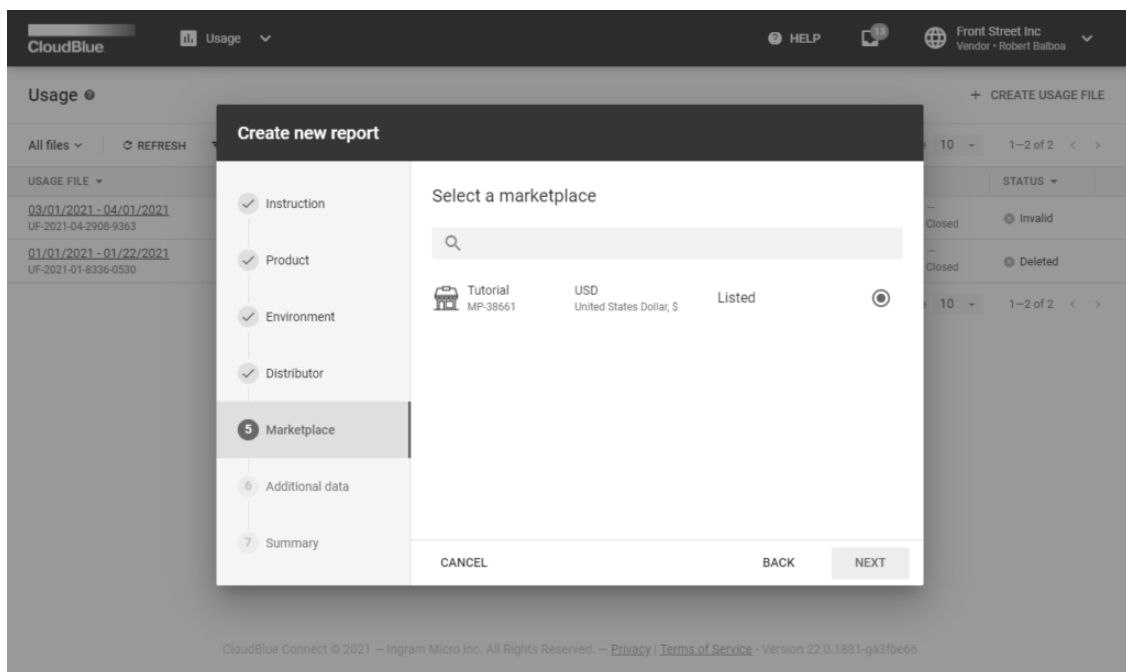 CloudBlue
Usage
HELP
13
Front Street Inc
Vendor • Robert Balboa
Usage
+ CREATE USAGE FILE
Create new report
All files
REFRESH
10
1—2 of 2
USAGE FILE
STATUS
03/01/2021 - 04/01/2021
UF-2021-04-2908-9363
—
Closed
Invalid
01/01/2021 - 01/22/2021
UF-2021-01-8336-0530
—
Closed
Deleted
10
1—2 of 2
Instruction
Product
Environment
Distributor
5 Marketplace
6 Additional data
7 Summary
Select a marketplace
Tutorial
MP-38661
USD
United States Dollar, $
Listed
CANCEL
BACK
NEXT
CloudBlue Connect © 2021 — Ingram Micro Inc. All Rights Reserved. — Privacy | Terms of Service - Version 22.0.1881-ga3fbe66